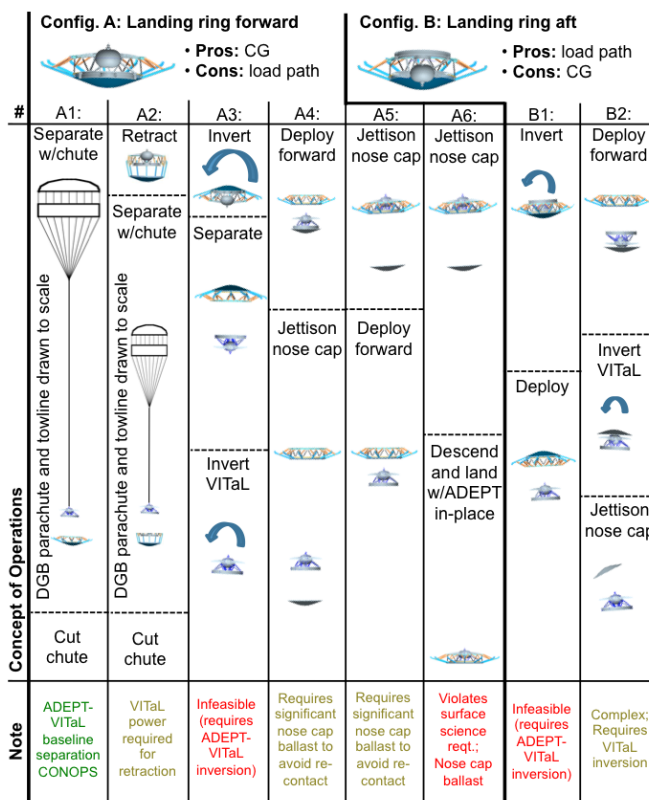 Config. A: Landing ring forward
• Pros: CG
• Cons: load path
Config. B: Landing ring aft
• Pros: load path
• Cons: CG
#
A1:
A2:
A3:
A4:
A5:
A6:
B1:
B2:
Concept of Operations
Separate
w/chute
DGB parachute and towline drawn to scale
Cut
chute
Retract
Separate
w/chute
DGB parachute and towline drawn to scale
Cut
chute
Invert
Separate
Invert
VITaL
Deploy
forward
Jettison
nose cap
Jettison
nose cap
Deploy
forward
Jettison
nose cap
Descend
and land
w/ADEPT
in-place
Invert
Deploy
Deploy
forward
Invert
VITaL
Jettison
nose cap
Note
ADEPT-
VITaL
baseline
separation
CONOPS
VITaL
power
required
for
retraction
Infeasible
(requires
ADEPT-
VITaL
inversion)
Requires
significant
nose cap
ballast to
avoid re-
contact
Requires
significant
nose cap
ballast to
avoid re-
contact
Violates
surface
science
reqt.;
Nose cap
ballast
Infeasible
(requires
ADEPT-
VITaL
inversion)
Complex;
Requires
VITaL
inversion